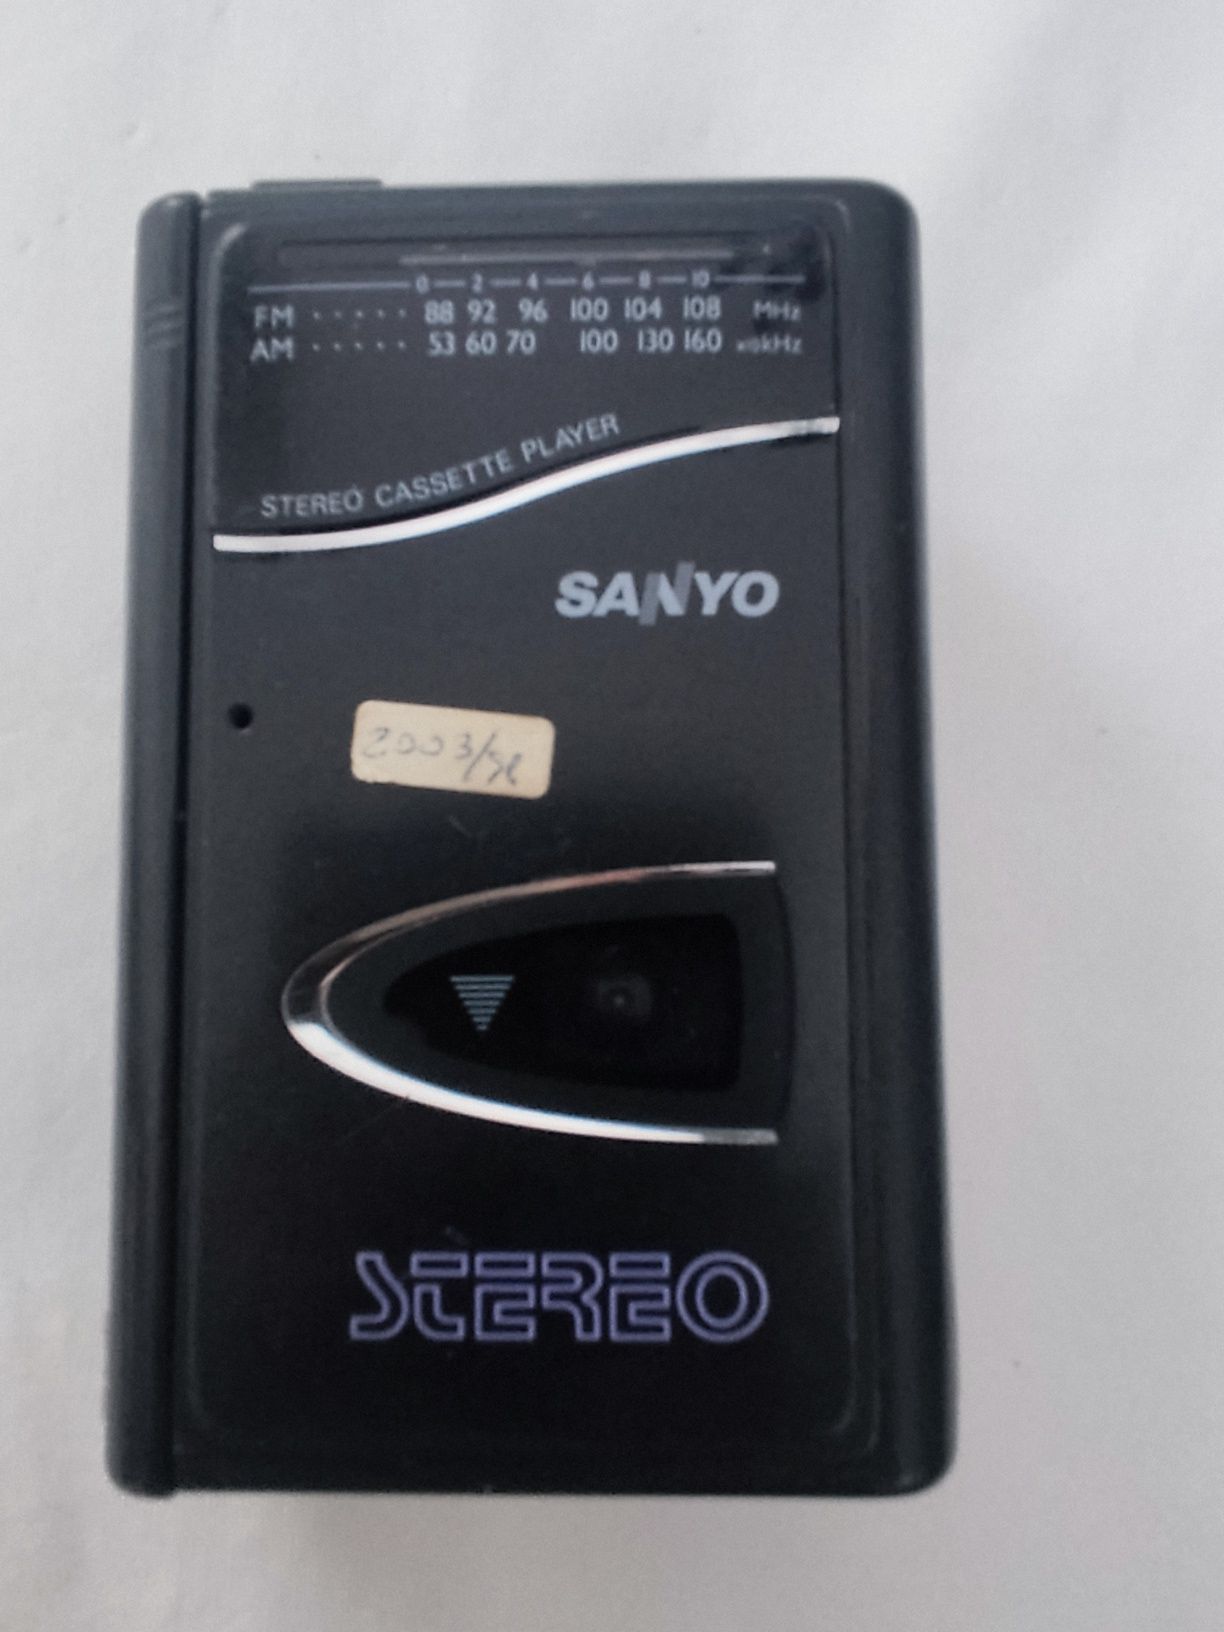 0 2 4 6 8 10
FM ..... 88 92 96 100 104 108 MHz
AM ..... 53 60 70 100 130 160 x10kHz
STEREO CASSETTE PLAYER
SANYO
STEREO